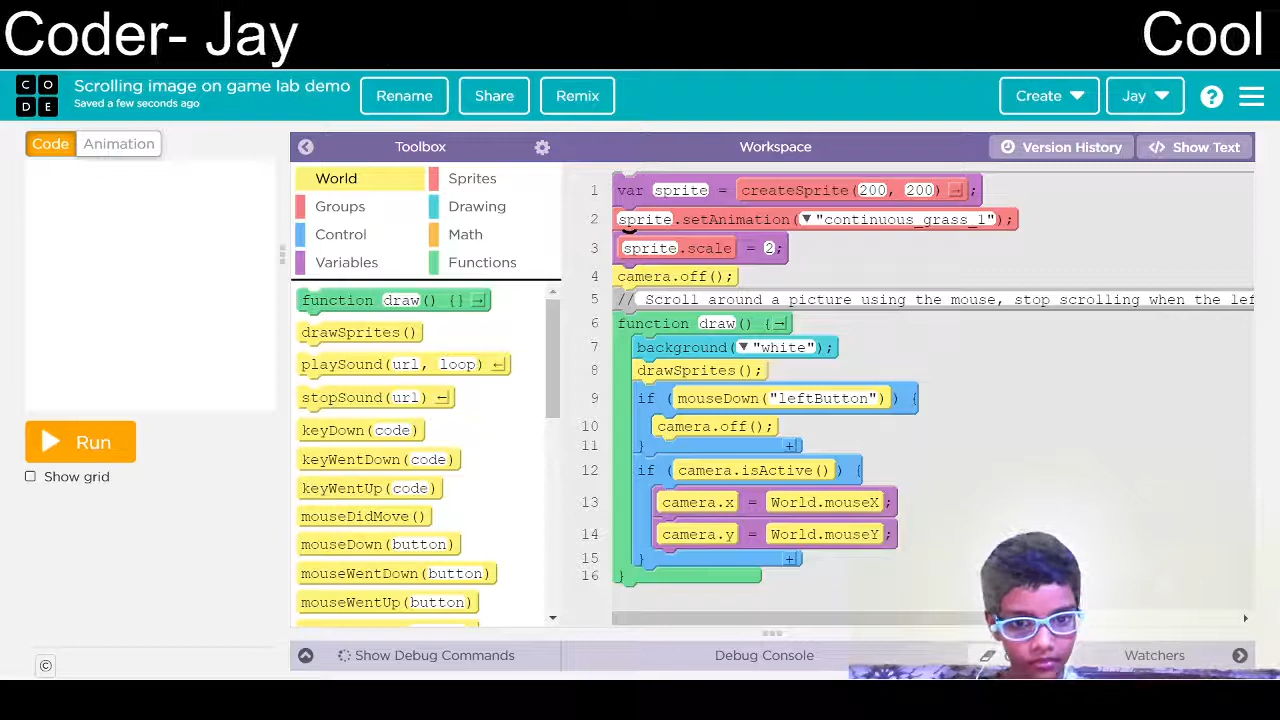 Coder- Jay
Cool
CODE
Scrolling image on game lab demo
Saved a few seconds ago
Rename
Share
Remix
Create
Jay
?
Code
Animation
Toolbox
Workspace
Version History
Show Text
World
Sprites
Groups
Drawing
Control
Math
Variables
Functions
function draw() {}
drawSprites()
playSound(url, loop)
stopSound(url)
keyDown(code)
keyWentDown(code)
keyWentUp(code)
mouseDidMove()
mouseDown(button)
mouseWentDown(button)
mouseWentUp(button)
1 var sprite = createSprite(200, 200);
2 sprite.setAnimation("continuous_grass_1");
3 sprite.scale = 2;
4 camera.off();
5 // Scroll around a picture using the mouse, stop scrolling when the lef
6 function draw() {
7 background("white");
8 drawSprites();
9 if (mouseDown("leftButton")) {
10 camera.off();
11 }
12 if (camera.isActive()) {
13 camera.x = World.mouseX;
14 camera.y = World.mouseY;
15 }
16 }
Run
Show grid
©
Show Debug Commands
Debug Console
Watchers